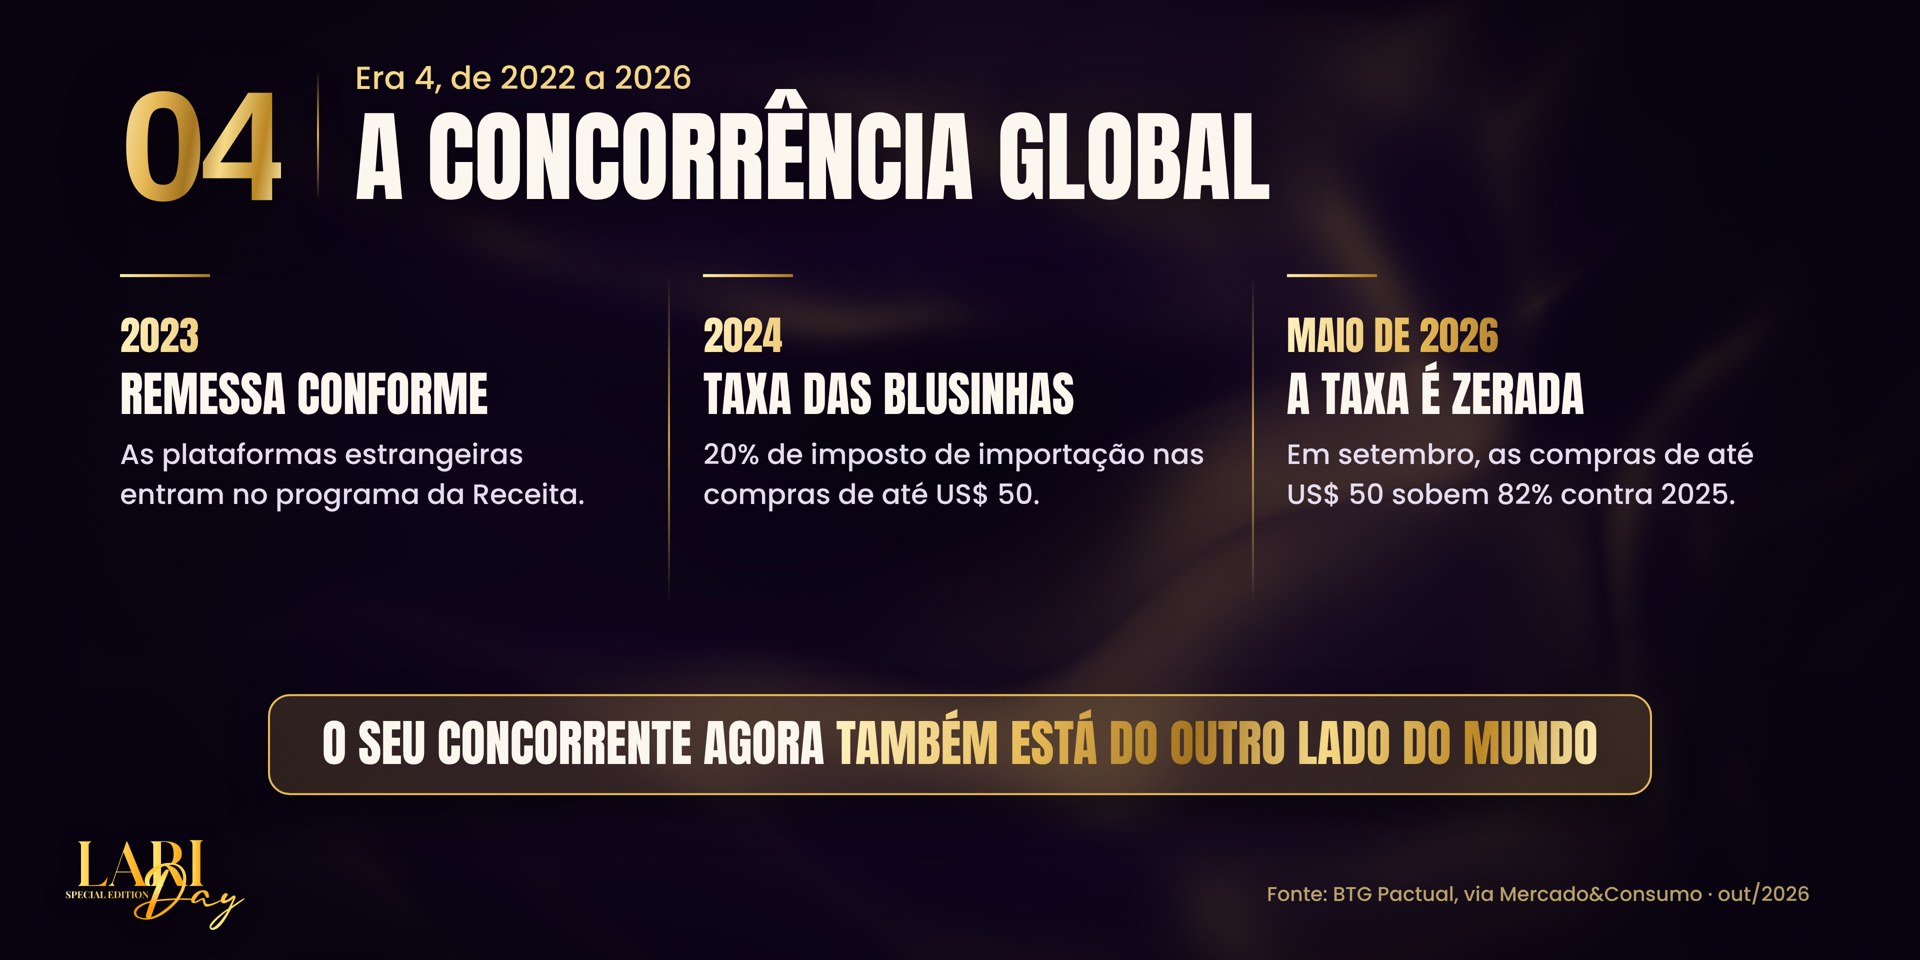 04
Era 4, de 2022 a 2026
A CONCORRÊNCIA GLOBAL
2023
REMESSA CONFORME
As plataformas estrangeiras
entram no programa da Receita.
2024
TAXA DAS BLUSINHAS
20% de imposto de importação nas
compras de até US$ 50.
MAIO DE 2026
A TAXA É ZERADA
Em setembro, as compras de até
US$ 50 sobem 82% contra 2025.
O SEU CONCORRENTE AGORA TAMBÉM ESTÁ DO OUTRO LADO DO MUNDO
LABI
SPECIAL EDITION
Day
Fonte: BTG Pactual, via Mercado&Consumo · out/2026